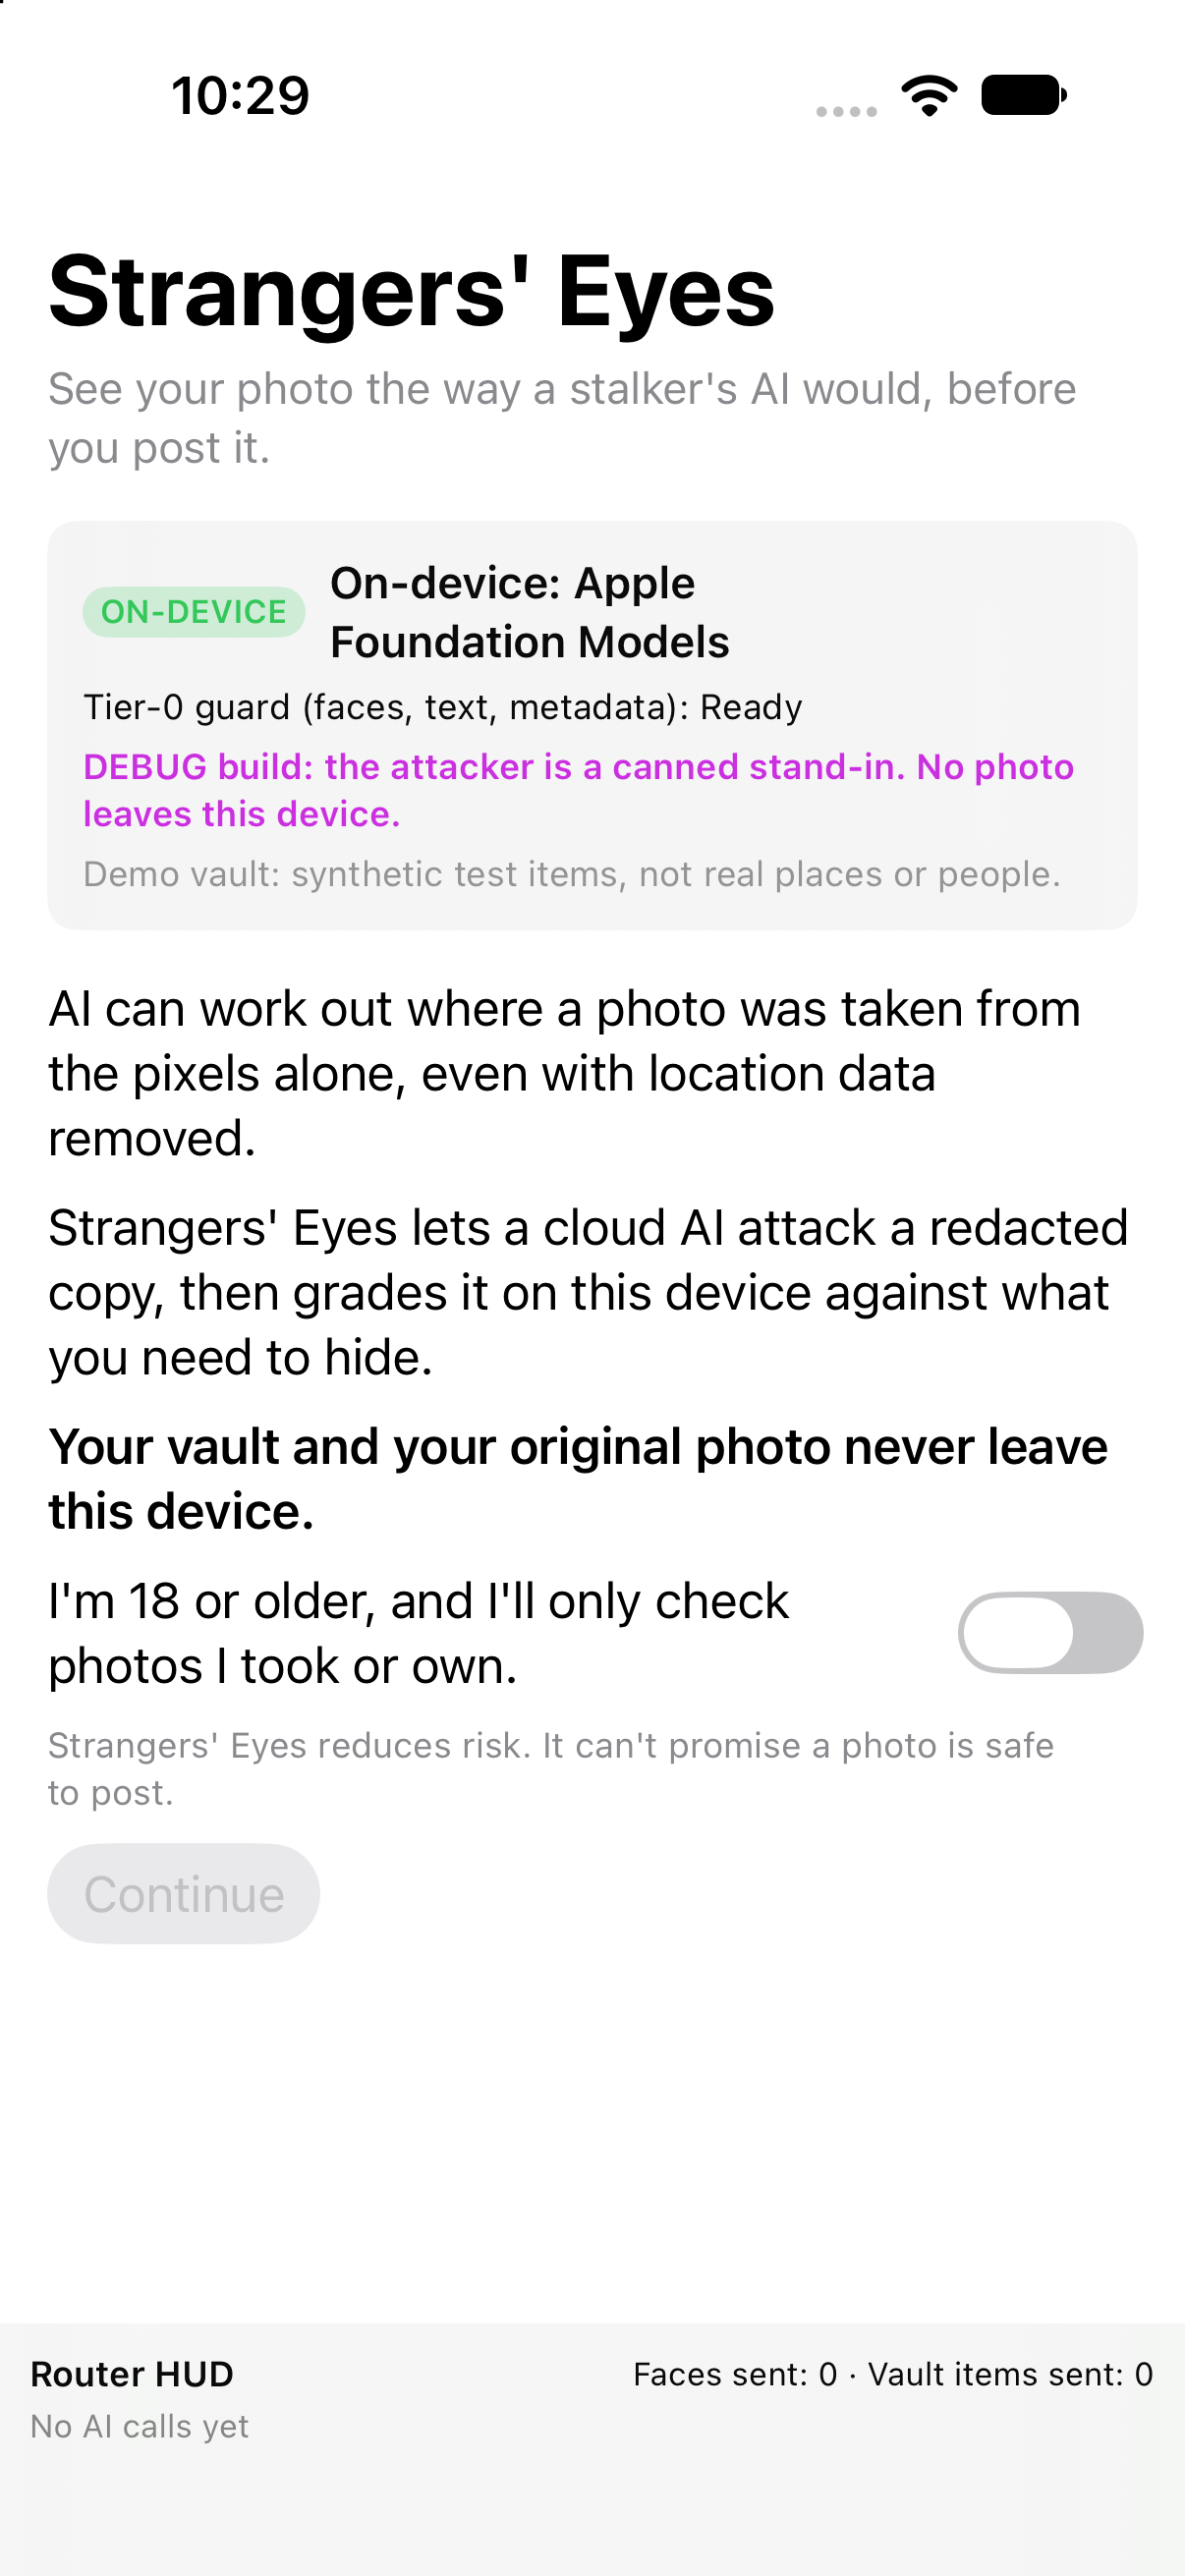 10:29
Strangers' Eyes
See your photo the way a stalker's AI would, before
you post it.
ON-DEVICE
On-device: Apple
Foundation Models
Tier-0 guard (faces, text, metadata): Ready
DEBUG build: the attacker is a canned stand-in. No photo
leaves this device.
Demo vault: synthetic test items, not real places or people.
AI can work out where a photo was taken from
the pixels alone, even with location data
removed.
Strangers' Eyes lets a cloud AI attack a redacted
copy, then grades it on this device against what
you need to hide.
Your vault and your original photo never leave
this device.
I'm 18 or older, and I'll only check
photos I took or own.
Strangers' Eyes reduces risk. It can't promise a photo is safe
to post.
Continue
Router HUD
Faces sent: 0 · Vault items sent: 0
No AI calls yet